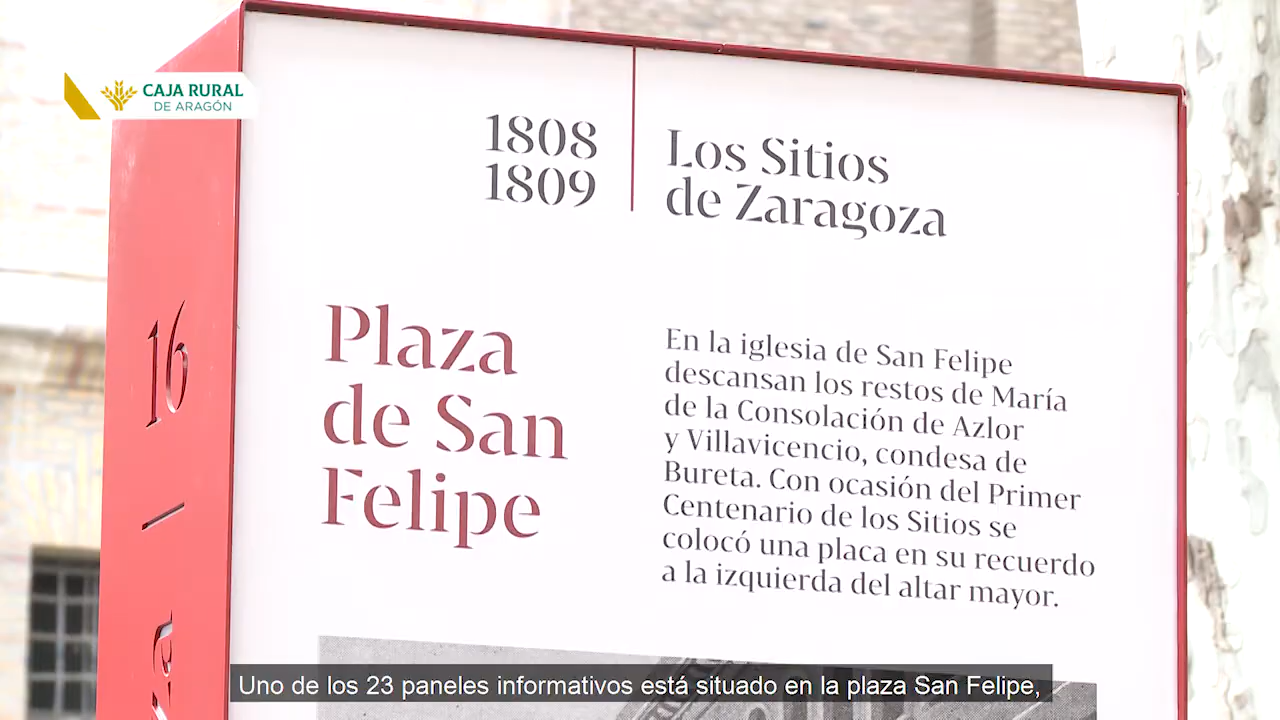 CAJA RURAL
DE ARAGÓN
1808
1809
Los Sitios
de Zaragoza
16
Plaza
de San
Felipe
En la iglesia de San Felipe
descansan los restos de María
de la Consolación de Azlor
y Villavicencio, condesa de
Bureta. Con ocasión del Primer
Centenario de los Sitios se
colocó una placa en su recuerdo
a la izquierda del altar mayor.
Uno de los 23 paneles informativos está situado en la plaza San Felipe,